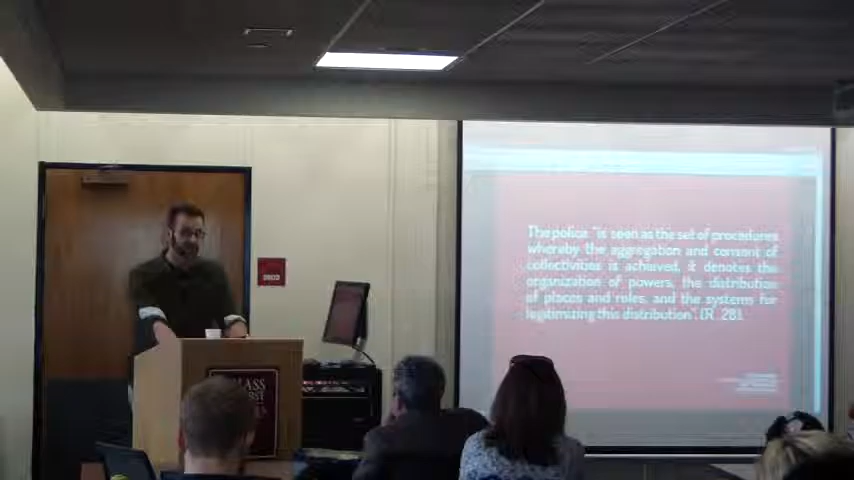 The police "is seen as the set of procedures
whereby the aggregation and consent of
collectivities is achieved, it denotes the
organization of powers, the distribution
of places and roles, and the systems for
legitimizing this distribution". (R. 28).